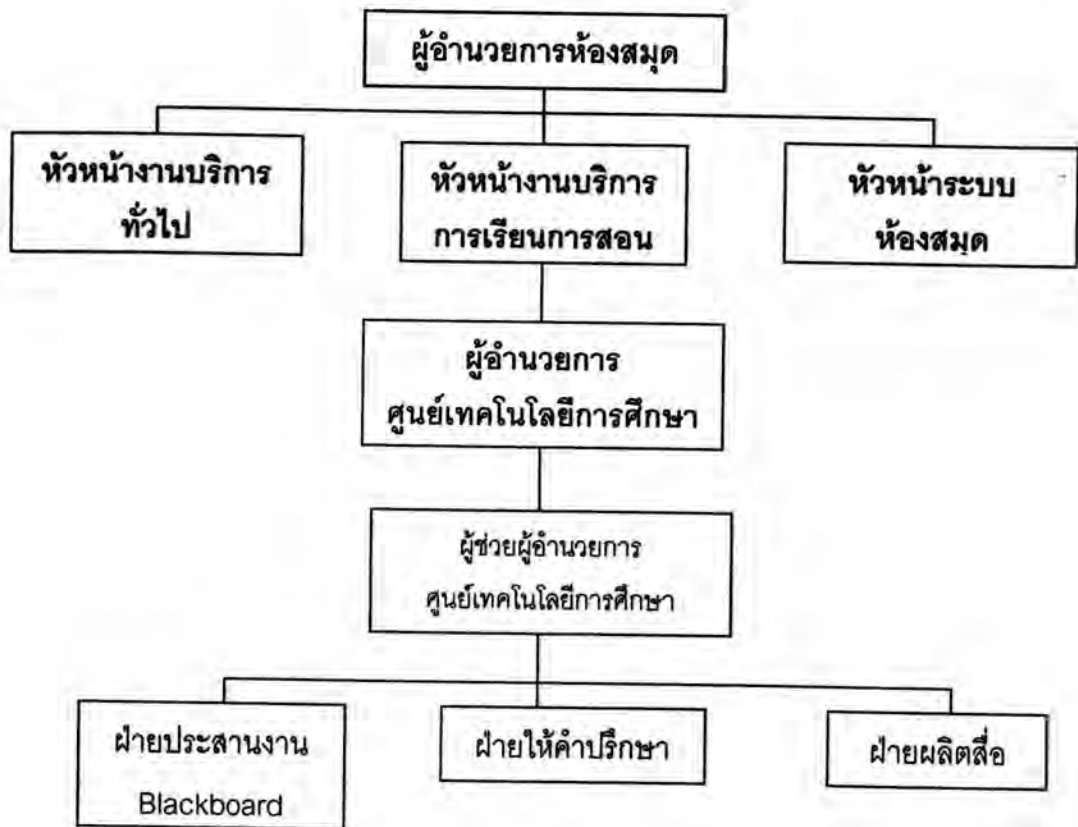 ผู้อำนวยการห้องสมุด
หัวหน้างานบริการ
ทั่วไป
หัวหน้างานบริการ
การเรียนการสอน
หัวหน้าระบบ
ห้องสมุด
ผู้อำนวยการ
ศูนย์เทคโนโลยีการศึกษา
ผู้ช่วยผู้อำนวยการ
ศูนย์เทคโนโลยีการศึกษา
ฝ่ายประสานงาน
Blackboard
ฝ่ายให้คำปรึกษา
ฝ่ายผลิตสื่อ